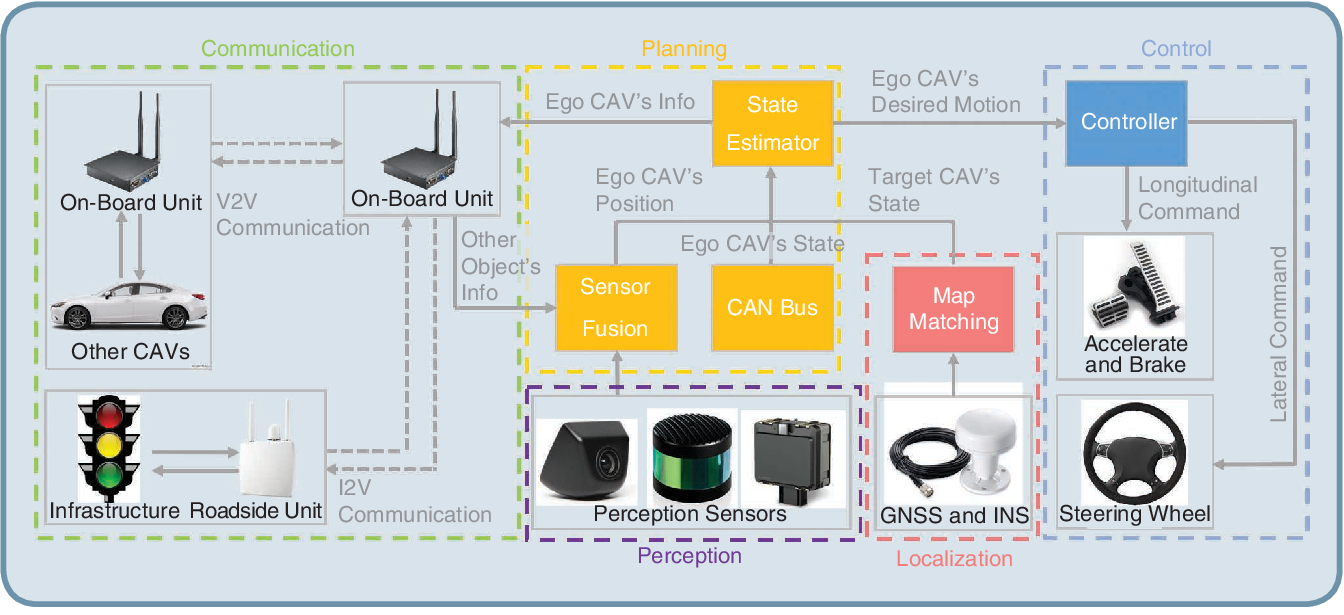 Communication
Planning
Control
On-Board Unit
V2V
Communication
On-Board Unit
Other CAVs
Infrastructure
Roadside Unit
I2V
Communication
Ego CAV's Info
State
Estimator
Ego CAV's
Desired Motion
Ego CAV's
Position
Target CAV's
State
Ego CAV's State
Other
Object's
Info
Sensor
Fusion
CAN Bus
Map
Matching
Perception Sensors
Perception
GNSS and INS
Localization
Controller
Longitudinal
Command
Lateral Command
Accelerate
and Brake
Steering Wheel